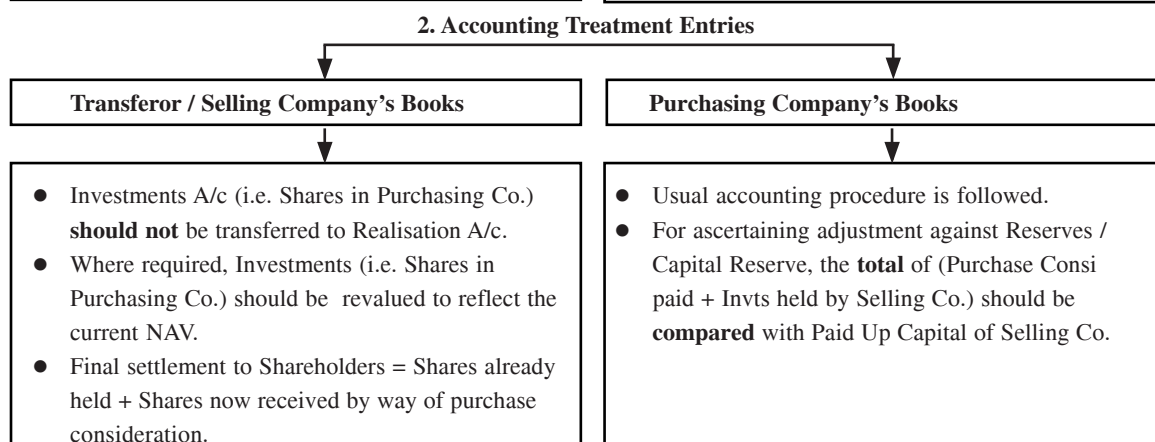 2. Accounting Treatment Entries
Transferor / Selling Company's Books
● Investments A/c (i.e. Shares in Purchasing Co.)
should not be transferred to Realisation A/c.
● Where required, Investments (i.e. Shares in
Purchasing Co.) should be revalued to reflect the
current NAV.
● Final settlement to Shareholders = Shares already
held + Shares now received by way of purchase
consideration.
Purchasing Company's Books
● Usual accounting procedure is followed.
● For ascertaining adjustment against Reserves /
Capital Reserve, the total of (Purchase Consi
paid + Invts held by Selling Co.) should be
compared with Paid Up Capital of Selling Co.